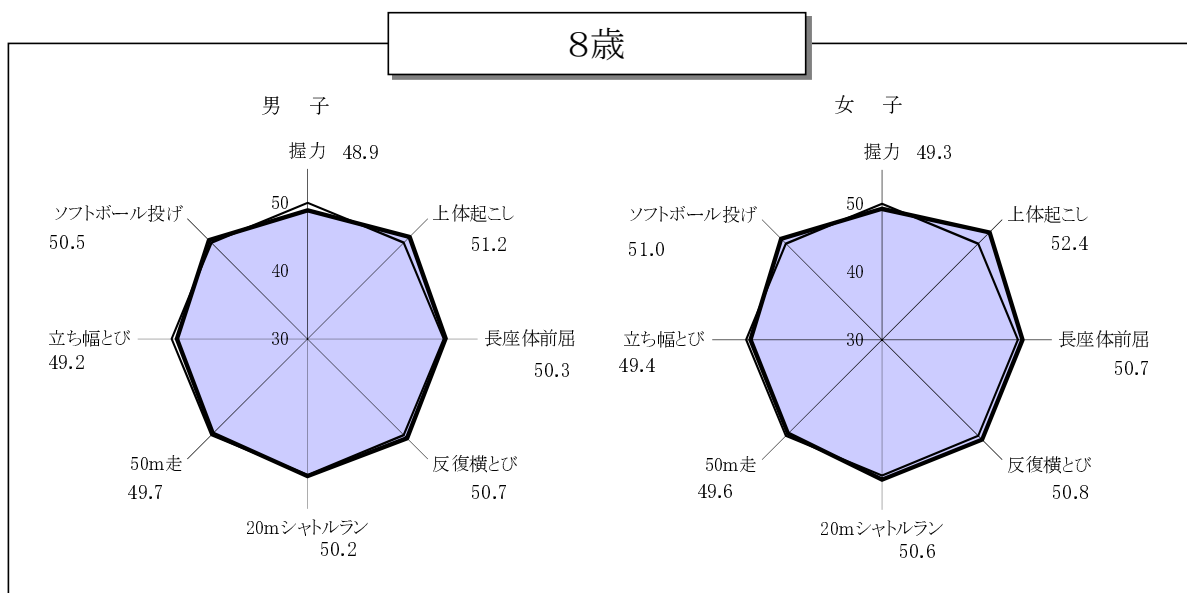 ８歳
男　子
握力　48.9
上体起こし
51.2
長座体前屈
50.3
反復横とび
50.7
20mシャトルラン
50.2
50m走
49.7
立ち幅とび
49.2
ソフトボール投げ
50.5
50
40
30
女　子
握力　49.3
上体起こし
52.4
長座体前屈
50.7
反復横とび
50.8
20mシャトルラン
50.6
50m走
49.6
立ち幅とび
49.4
ソフトボール投げ
51.0
50
40
30